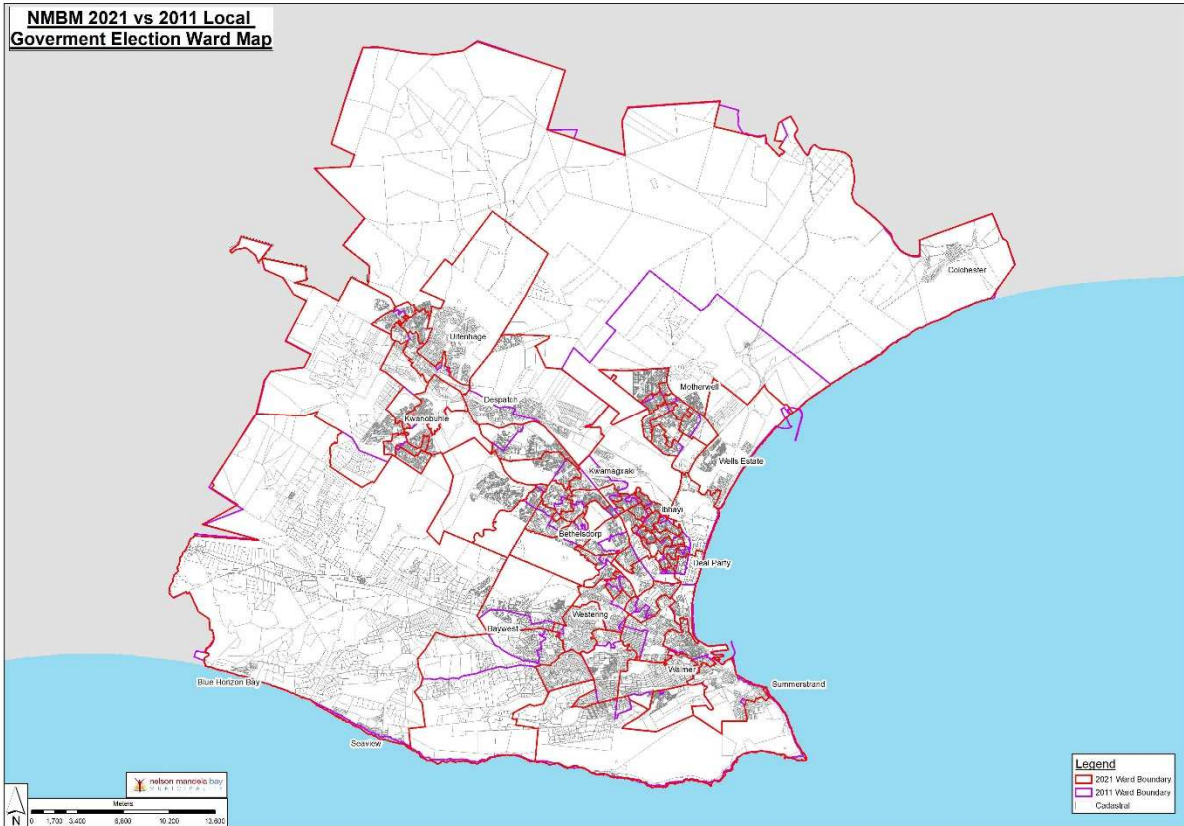 NMBM 2021 vs 2011 Local
Goverment Election Ward Map
Colchester
Uitenhage
Motherwell
Despatch
Kwanobuhle
Wells Estate
Kwamagxaki
Ibhayi
Bethelsdorp
Deal Party
Westering
Baywest
Walmer
Summerstrand
Blue Horizon Bay
Seaview
nelson mandela bay
MUNICIPALITY
Meters
0 1,700 3,400 6,800 10,200 13,600
N
Legend
2021 Ward Boundary
2011 Ward Boundary
Cadastral